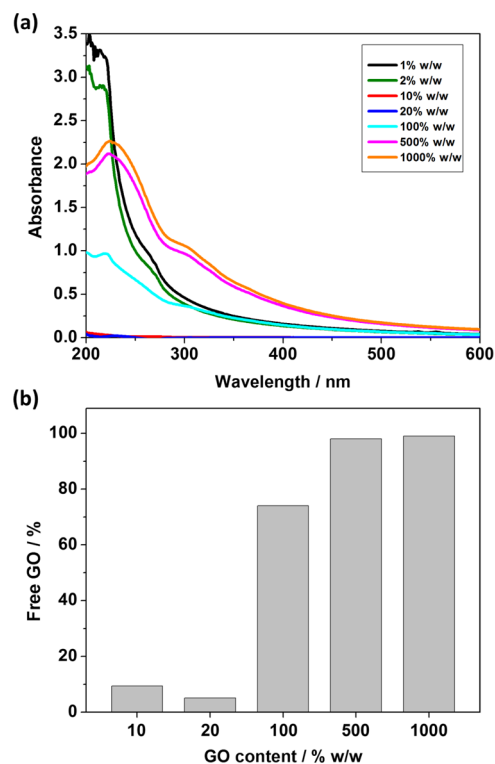 (a)
3.5
3.0
2.5
2.0
1.5
1.0
0.5
0.0
Absorbance
1% w/w
2% w/w
10% w/w
20% w/w
100% w/w
500% w/w
1000% w/w
200 300 400 500 600
Wavelength / nm
(b)
100
80
60
40
20
0
Free GO / %
10 20 100 500 1000
GO content / % w/w